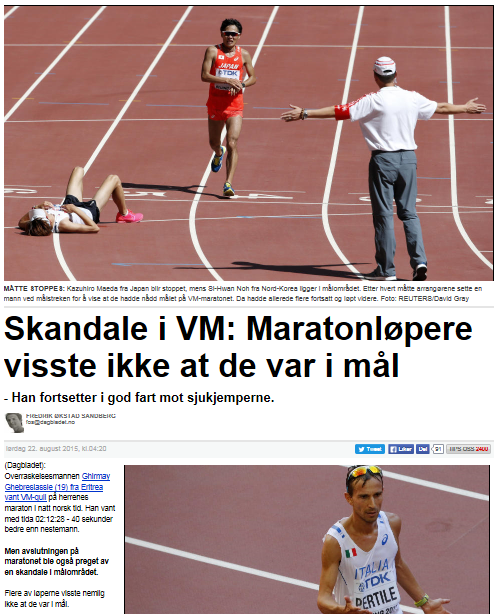 JAPAN
TDK
MÅTTE STOPPES: Kazuhiro Maeda fra Japan blir stoppet, mens Si-Hwan Noh fra Nord-Korea ligger i målområdet. Etter hvert måtte arrangørene sette en
mann ved målstreken for å vise at de hadde nådd målet på VM-maratonet. Da hadde allerede flere fortsatt og løpt videre. Foto: REUTERS/David Gray
Skandale i VM: Maratonløpere
visste ikke at de var i mål
- Han fortsetter i god fart mot sjukjemperne.
FREDRIK ØKSTAD SANDBERG
fos@dagbladet.no
lørdag 22. august 2015, kl.04:20
Tweet
Liker
Del
91
TIPS OSS 2400
(Dagbladet):
Overraskelsesmannen Ghirmay
Ghebreslassie (19) fra Eritrea
vant VM-gull på herrenes
maraton i natt norsk tid. Han vant
med tida 02:12:28 - 40 sekunder
bedre enn nestemann.
Men avslutningen på
maratonet ble også preget av
en skandale i målområdet.
Flere av løperne visste nemlig
ikke at de var i mål.
ITALIA
TDK
PERTILE